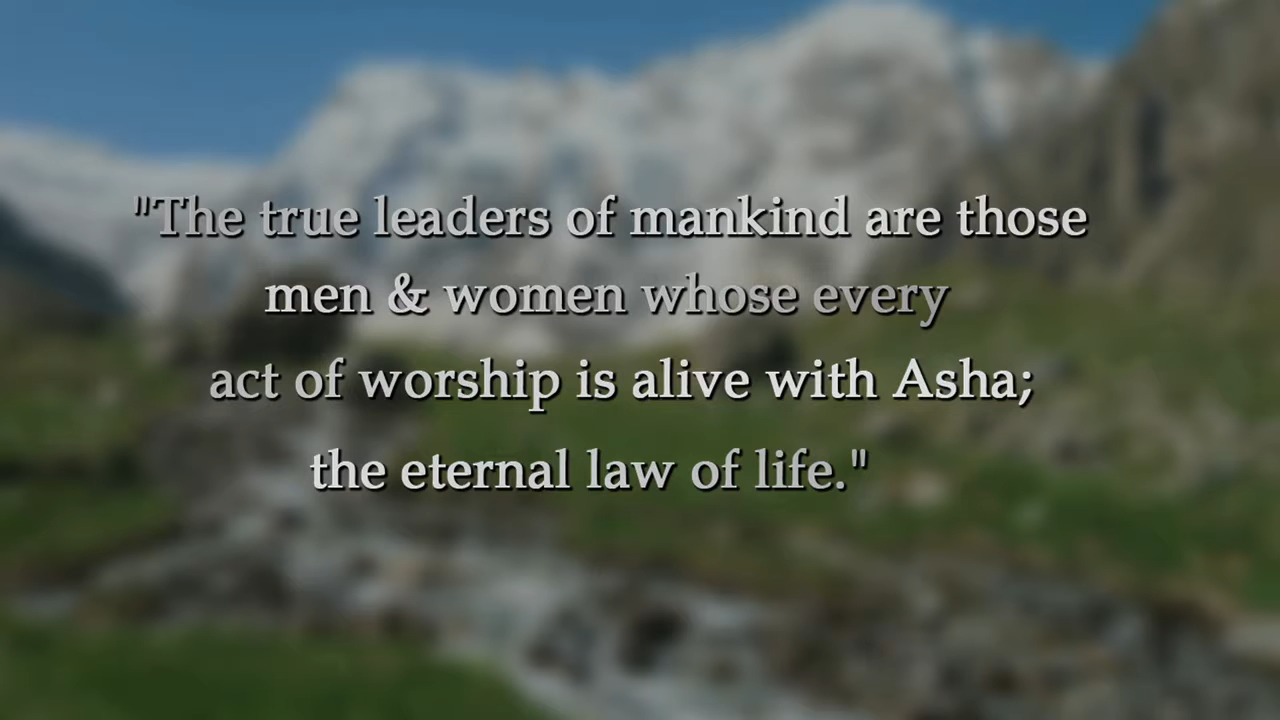 "The true leaders of mankind are those
men & women whose every
act of worship is alive with Asha;
the eternal law of life."